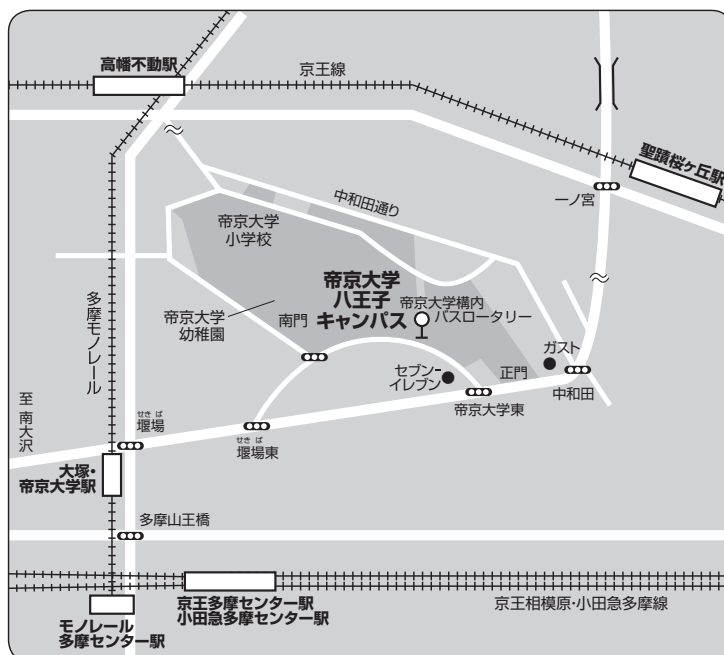 高幡不動駅
京王線
聖蹟桜ヶ丘駅
一ノ宮
中和田通り
帝京大学
小学校
帝京大学
八王子
キャンパス
帝京大学構内
バスロータリー
帝京大学
幼稚園
南門
多摩モノレール
ガスト
セブン-
イレブン
正門
中和田
帝京大学東
至 南大沢
せきば
堰場
せきば
堰場東
大塚・
帝京大学駅
多摩山王橋
京王多摩センター駅
小田急多摩センター駅
京王相模原・小田急多摩線
モノレール
多摩センター駅